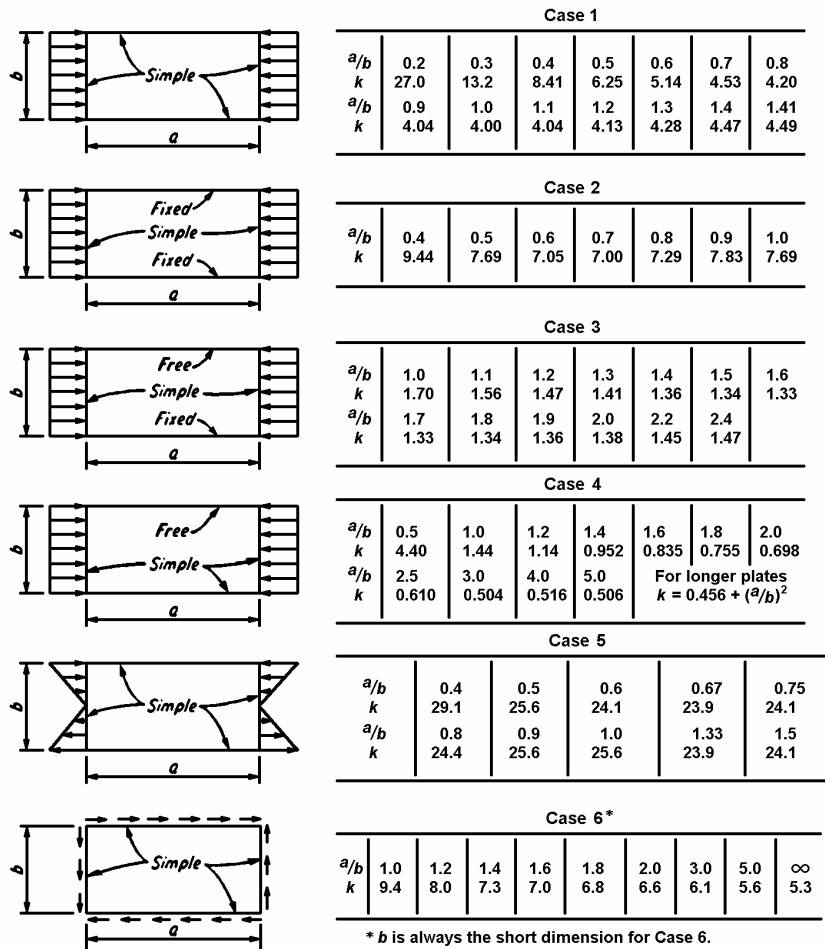 Case 1
b
Simple
a
a/b 0.2 0.3 0.4 0.5 0.6 0.7 0.8
k 27.0 13.2 8.41 6.25 5.14 4.53 4.20
a/b 0.9 1.0 1.1 1.2 1.3 1.4 1.41
k 4.04 4.00 4.04 4.13 4.28 4.47 4.49
Case 2
b
Fixed
Simple
Fixed
a
a/b 0.4 0.5 0.6 0.7 0.8 0.9 1.0
k 9.44 7.69 7.05 7.00 7.29 7.83 7.69
Case 3
b
Free
Simple
Fixed
a
a/b 1.0 1.1 1.2 1.3 1.4 1.5 1.6
k 1.70 1.56 1.47 1.41 1.36 1.34 1.33
a/b 1.7 1.8 1.9 2.0 2.2 2.4
k 1.33 1.34 1.36 1.38 1.45 1.47
Case 4
b
Free
Simple
a
a/b 0.5 1.0 1.2 1.4 1.6 1.8 2.0
k 4.40 1.44 1.14 0.952 0.835 0.755 0.698
a/b 2.5 3.0 4.0 5.0 For longer plates
k 0.610 0.504 0.516 0.506 k = 0.456 + (a/b)²
Case 5
b
Simple
a
a/b 0.4 0.5 0.6 0.67 0.75
k 29.1 25.6 24.1 23.9 24.1
a/b 0.8 0.9 1.0 1.33 1.5
k 24.4 25.6 25.6 23.9 24.1
Case 6*
b
Simple
a
a/b 1.0 1.2 1.4 1.6 1.8 2.0 3.0 5.0 ∞
k 9.4 8.0 7.3 7.0 6.8 6.6 6.1 5.6 5.3
* b is always the short dimension for Case 6.